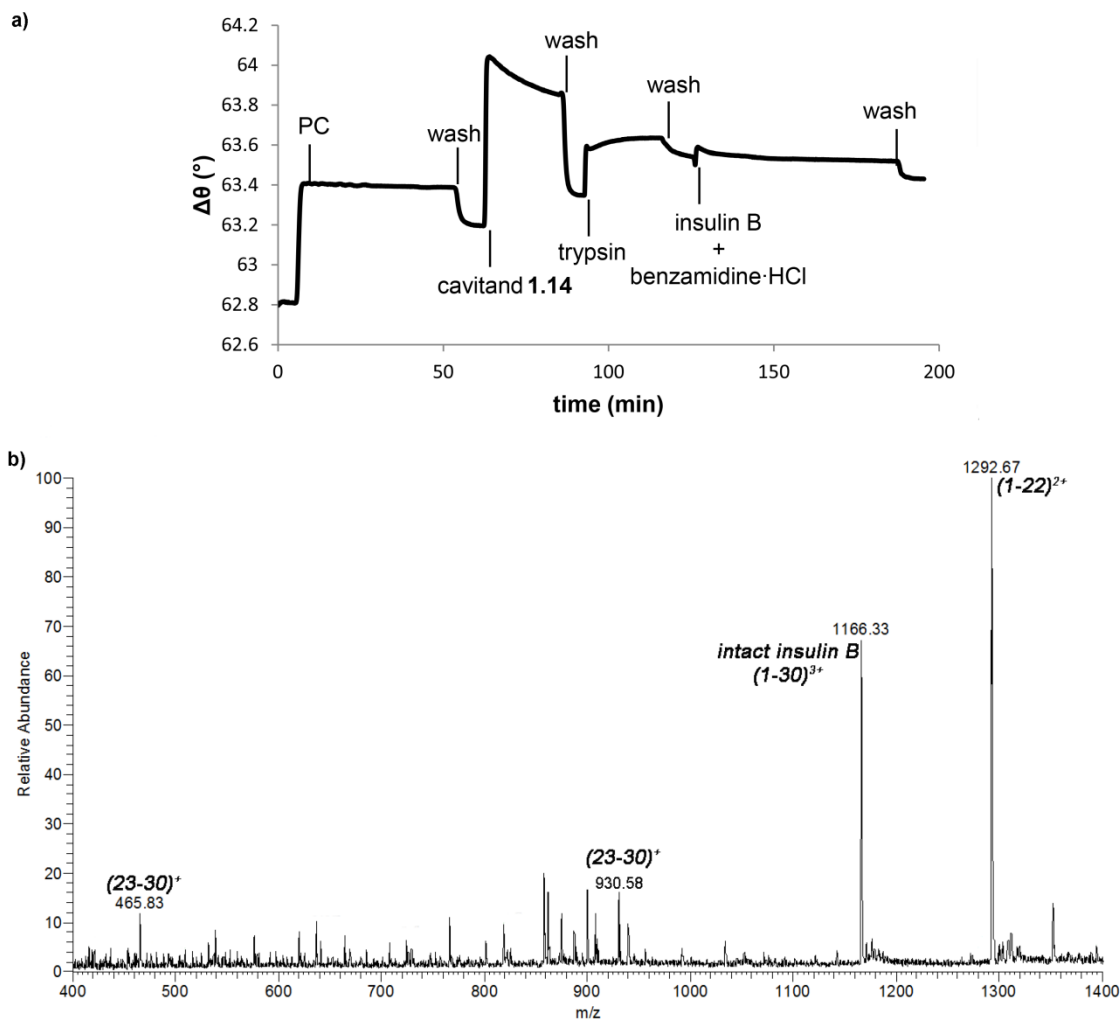 a)
64.2
64
63.8
63.6
63.4
63.2
63
62.8
62.6
Δθ (°)
PC
wash
cavitand 1.14
wash
trypsin
wash
insulin B
+
benzamidine·HCl
wash
0
50
100
150
200
time (min)
b)
100
90
80
70
60
50
40
30
20
10
0
Relative Abundance
(23-30)+
465.83
(23-30)+
930.58
1166.33
intact insulin B
(1-30)3+
1292.67
(1-22)2+
400
500
600
700
800
900
1000
1100
1200
1300
1400
m/z